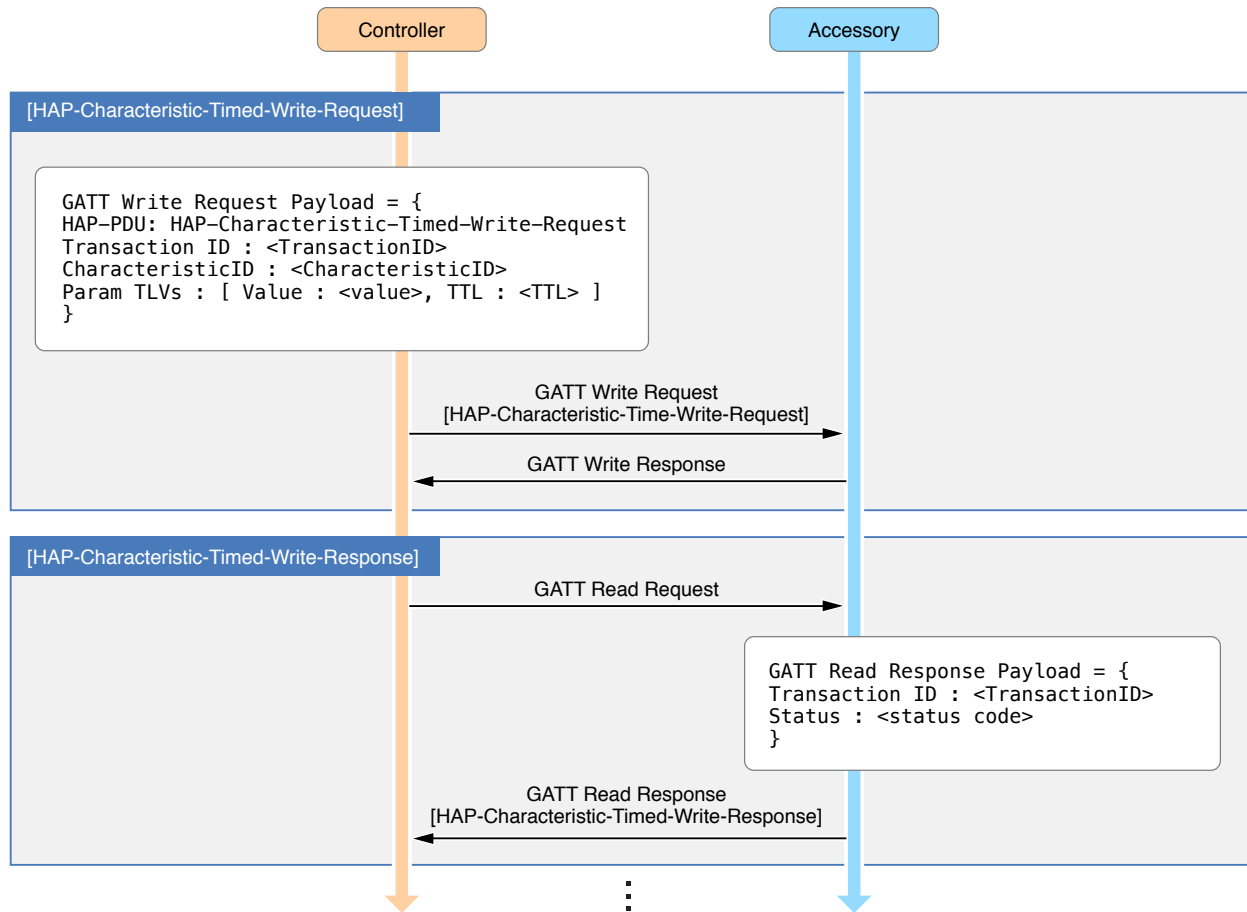 Controller
Accessory
[HAP-Characteristic-Timed-Write-Request]
GATT Write Request Payload = {
HAP-PDU: HAP-Characteristic-Timed-Write-Request
Transaction ID : <TransactionID>
CharacteristicID : <CharacteristicID>
Param TLVs : [ Value : <value>, TTL : <TTL> ]
}
GATT Write Request
[HAP-Characteristic-Time-Write-Request]
GATT Write Response
[HAP-Characteristic-Timed-Write-Response]
GATT Read Request
GATT Read Response Payload = {
Transaction ID : <TransactionID>
Status : <status code>
}
GATT Read Response
[HAP-Characteristic-Timed-Write-Response]